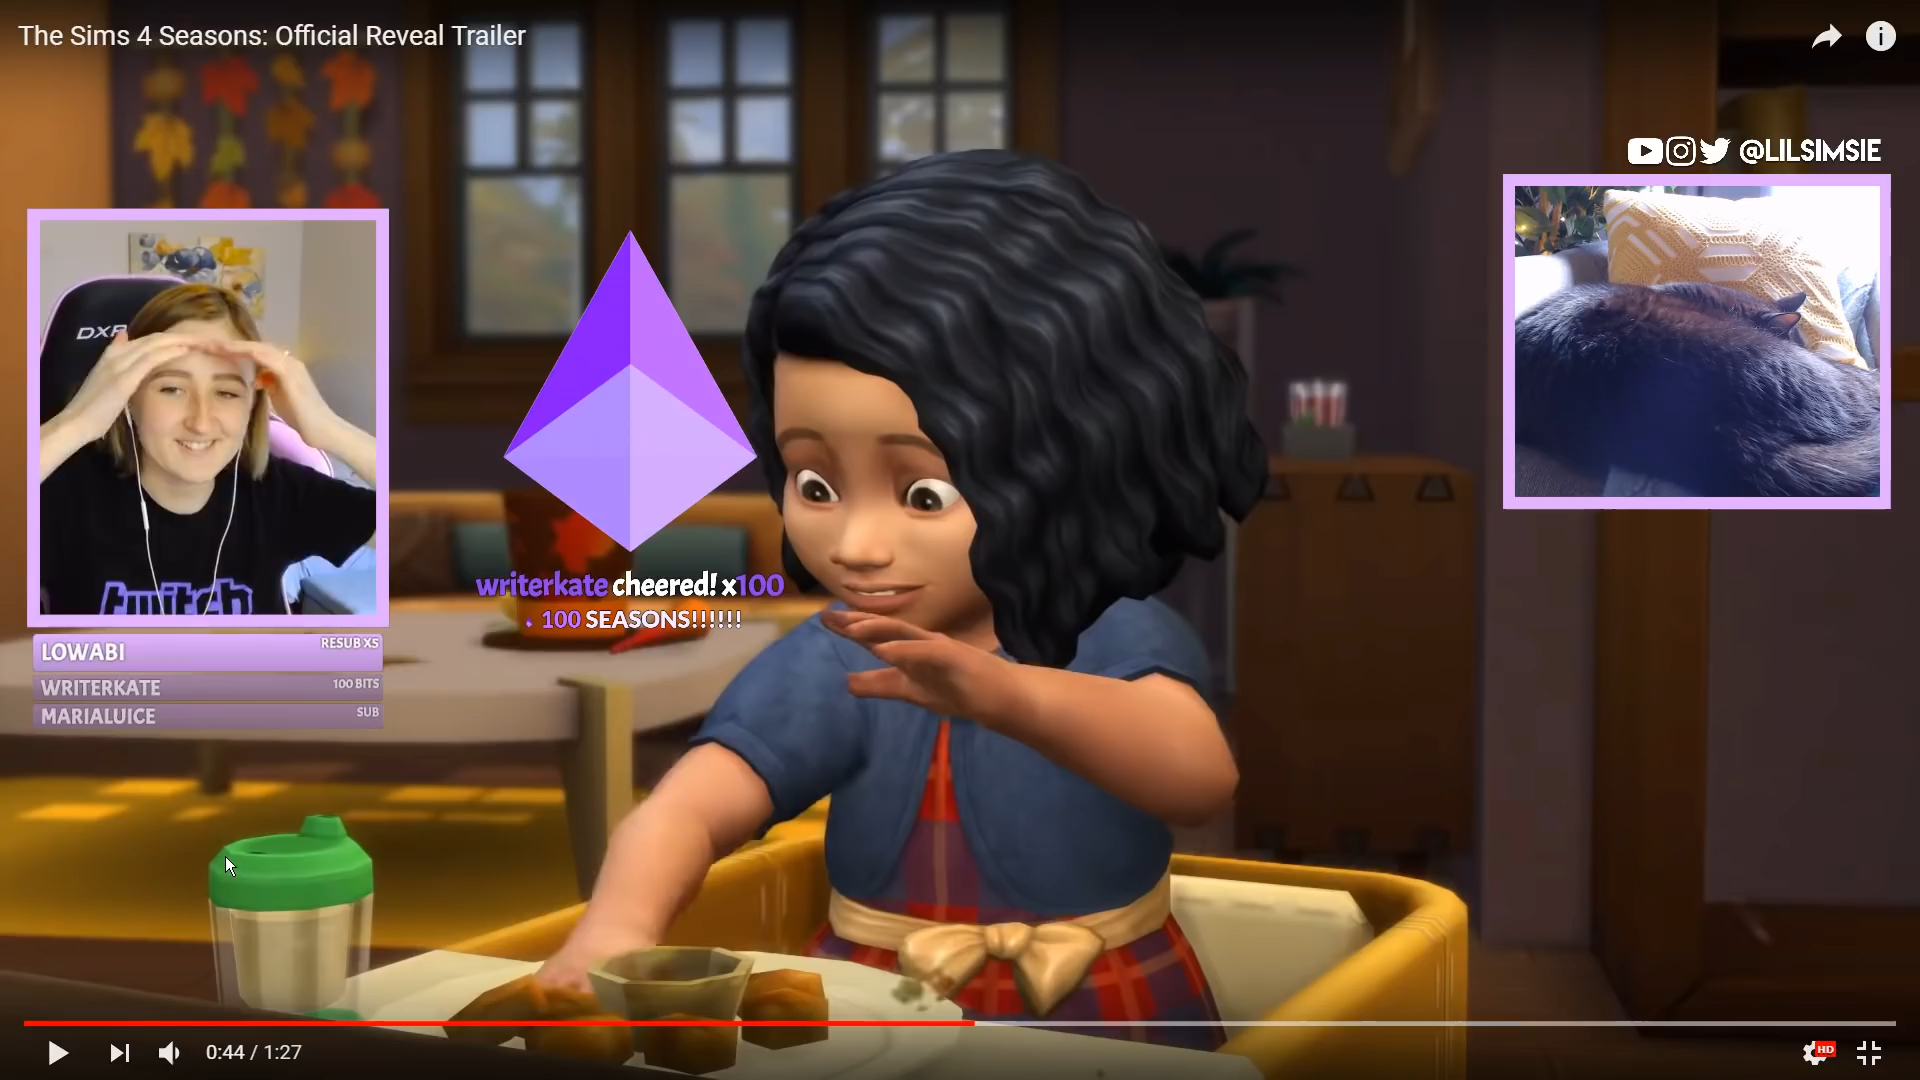 The Sims 4 Seasons: Official Reveal Trailer
@LILSIMSIE
DXR
twitch
writerkate cheered! x100
100 SEASONS!!!!!!
LOWABI RESUB X5
WRITERKATE 100 BITS
MARIALUICE SUB
0:44 / 1:27
HD